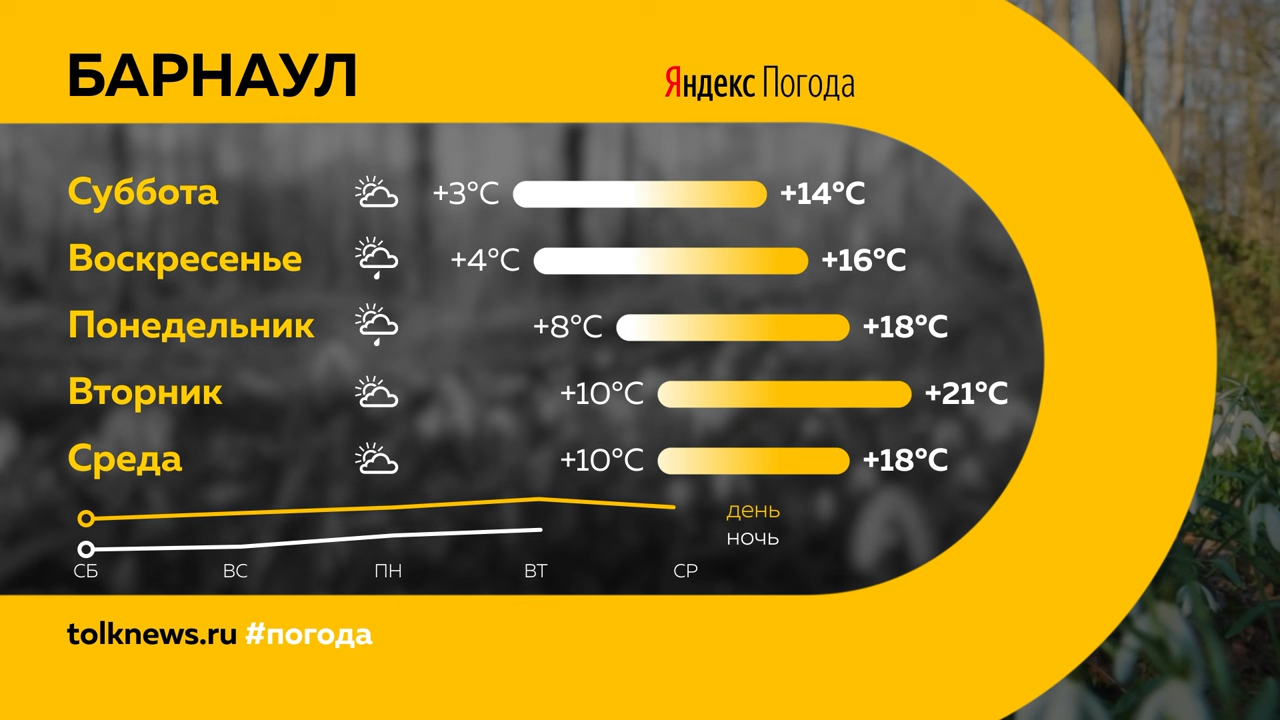 БАРНАУЛ
Яндекс Погода
Суббота +3°C +14°C
Воскресенье +4°C +16°C
Понедельник +8°C +18°C
Вторник +10°C +21°C
Среда +10°C +18°C
день
ночь
СБ ВС ПН ВТ СР
tolknews.ru #погода